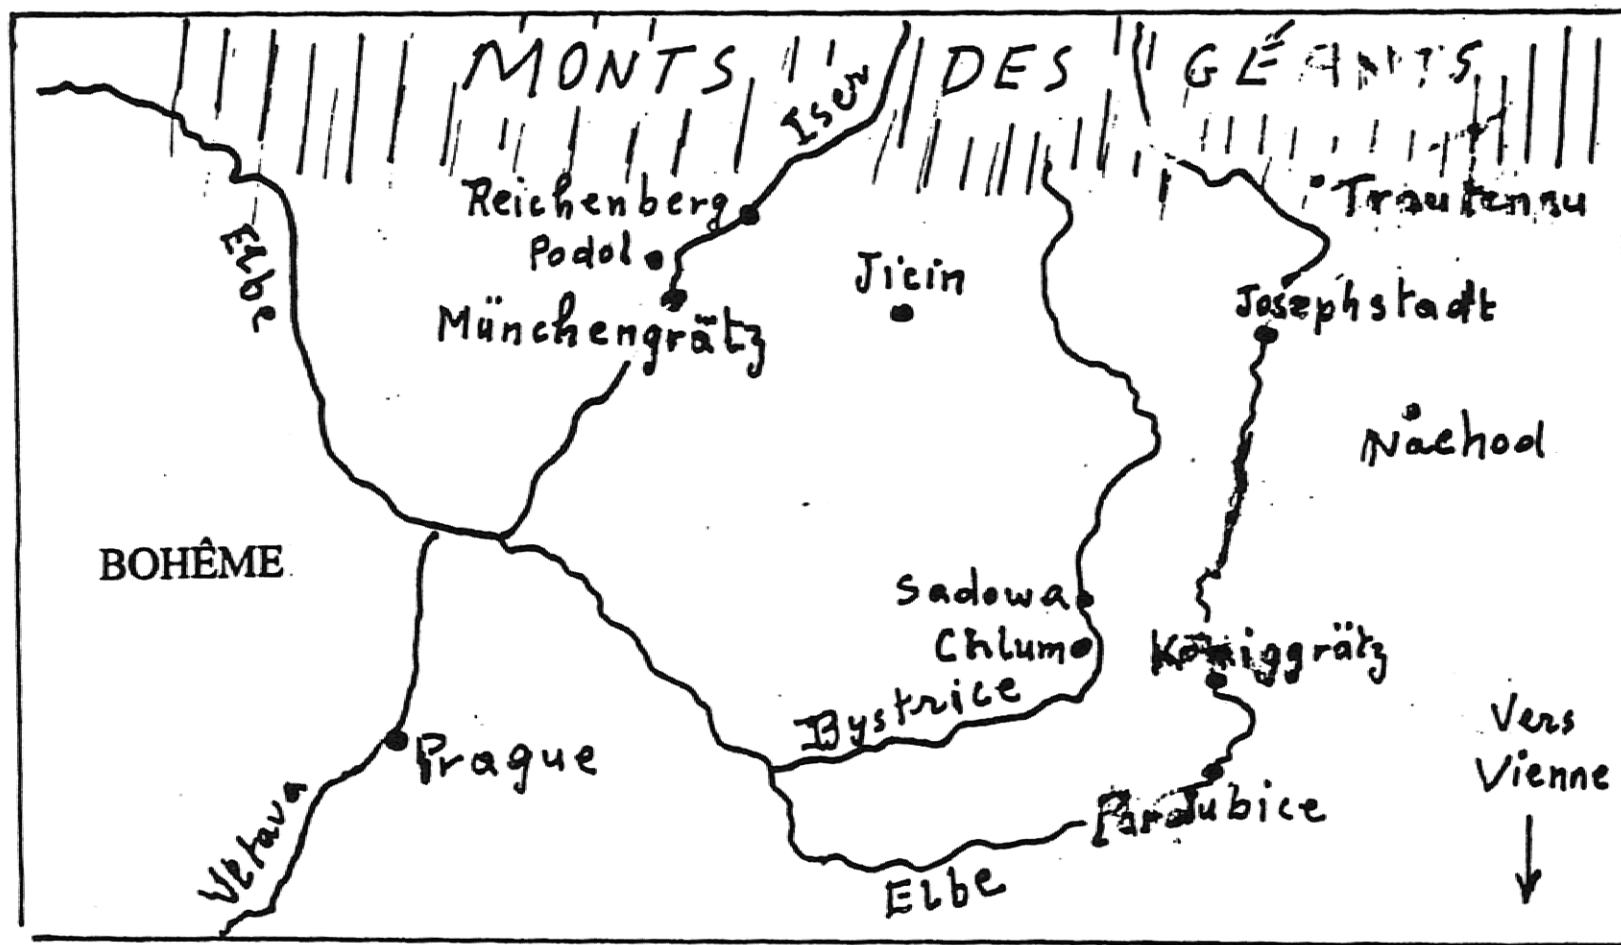 MONTS DES GÉANTS
Iser
Reichenberg
Trautenau
Podol
Elbe
Jicin
Josephstadt
Münchengrätz
Nachod
BOHÊME
Sadowa
Chlum
Königgrätz
Bystrice
Vers
Vienne
Prague
Pardubice
Vltava
Elbe